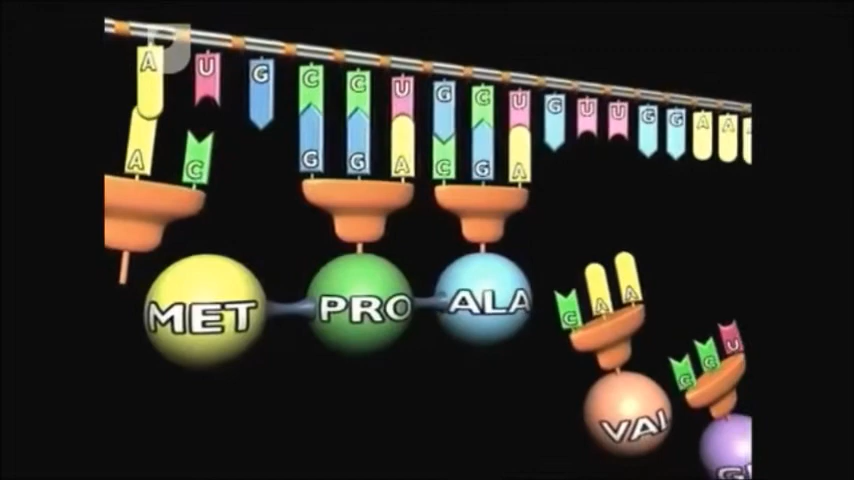 A U G C C U G C U G U U G G A A A
A C G G A C G A
MET PRO ALA
C A A
VAL
C C U